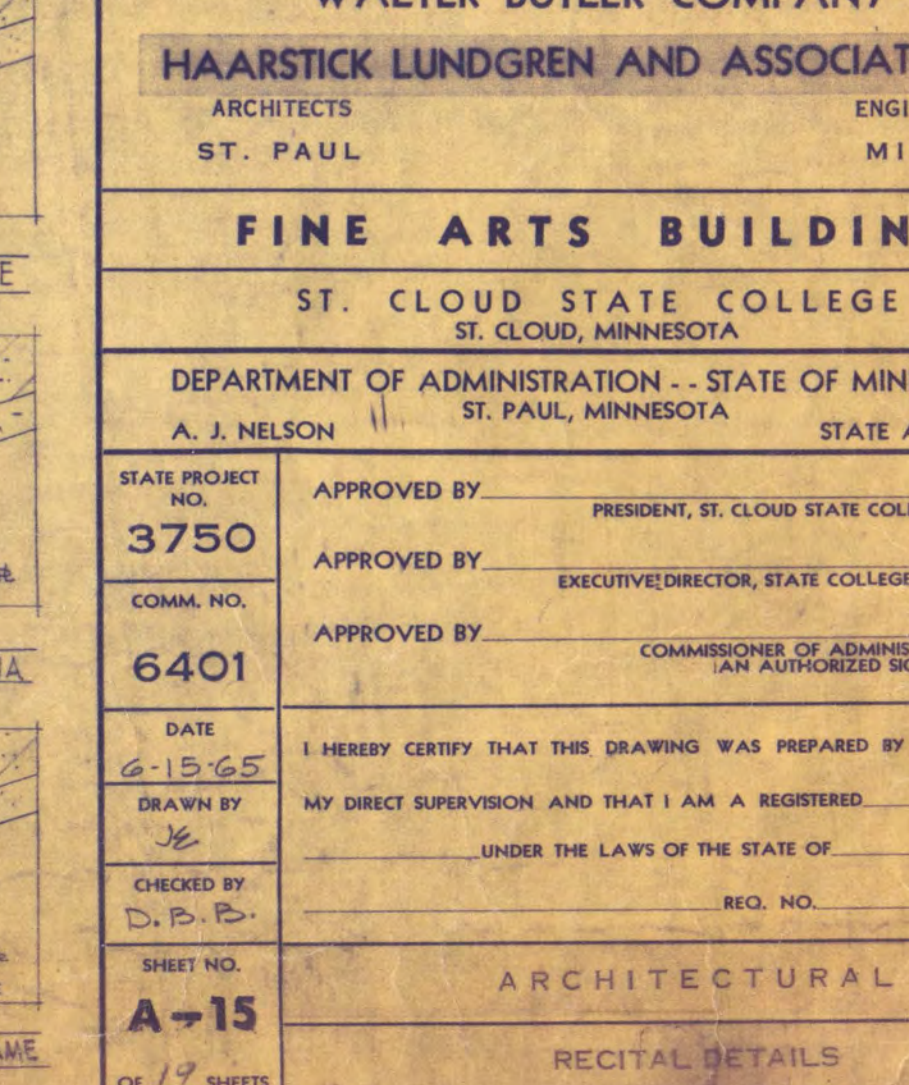 WALTER BUTLER COMPANY
HAARSTICK LUNDGREN AND ASSOCIAT
ARCHITECTS ENGI
ST. PAUL MI
FINE ARTS BUILDIN
ST. CLOUD STATE COLLEGE
ST. CLOUD, MINNESOTA
DEPARTMENT OF ADMINISTRATION - - STATE OF MIN
ST. PAUL, MINNESOTA
A. J. NELSON STATE A
STATE PROJECT
NO.
3750
COMM. NO.
6401
DATE
6-15-65
DRAWN BY
JE
CHECKED BY
D.B.B.
SHEET NO.
A-15
OF 19 SHEETS
APPROVED BY
PRESIDENT, ST. CLOUD STATE COLL
APPROVED BY
EXECUTIVE DIRECTOR, STATE COLLEGE
APPROVED BY
COMMISSIONER OF ADMINIS
AN AUTHORIZED SIG
I HEREBY CERTIFY THAT THIS DRAWING WAS PREPARED BY
MY DIRECT SUPERVISION AND THAT I AM A REGISTERED
UNDER THE LAWS OF THE STATE OF
REQ. NO.
ARCHITECTURAL
RECITAL DETAILS